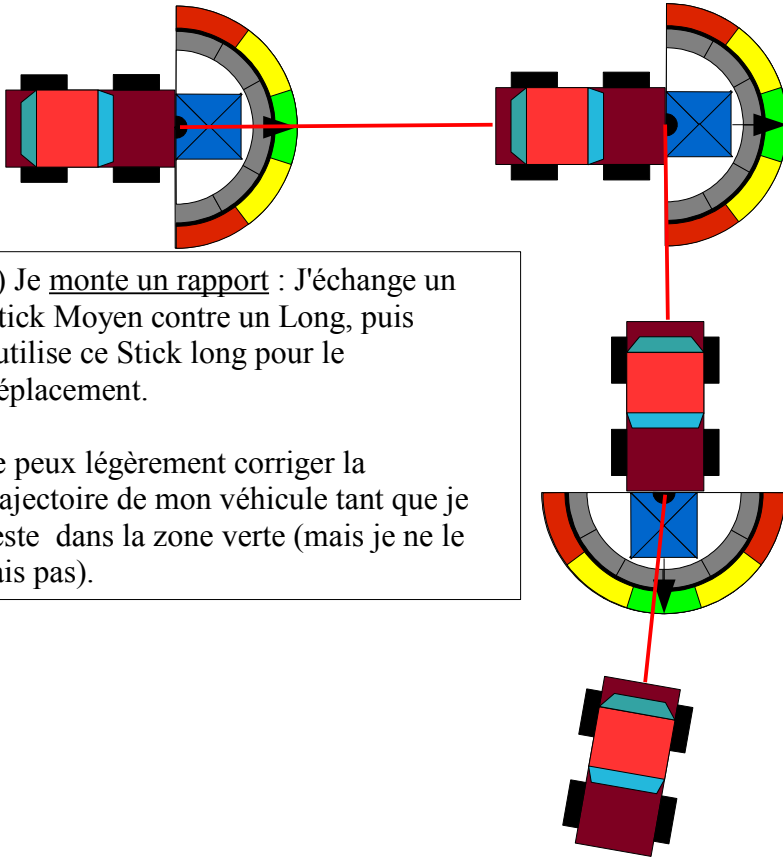 ) Je monte un rapport : J'échange un
tick Moyen contre un Long, puis
utilise ce Stick long pour le
éplacement.
e peux légèrement corriger la
ajectoire de mon véhicule tant que je
este dans la zone verte (mais je ne le
ais pas).